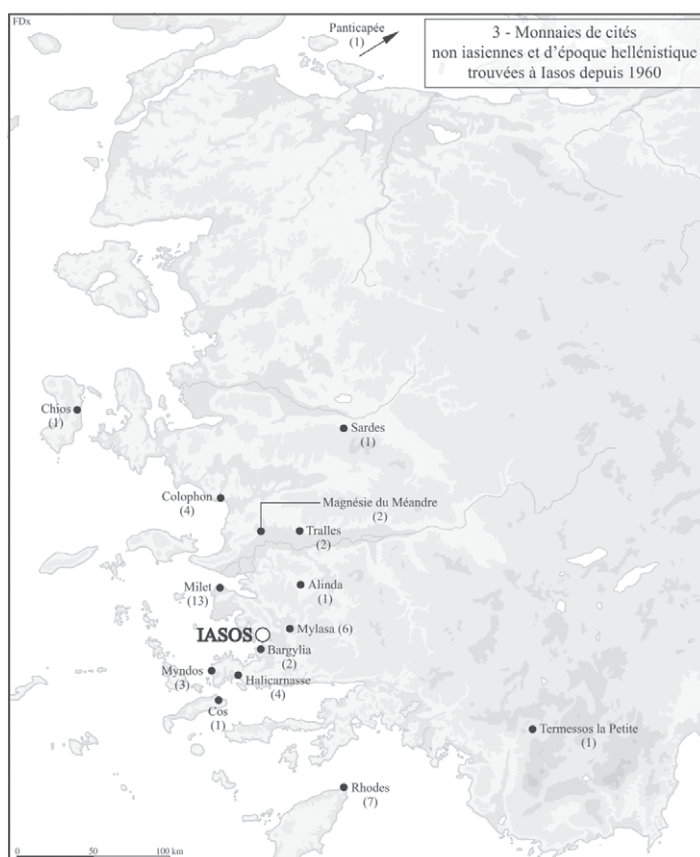 FDx
Panticapée
(1)
3 - Monnaies de cités
non iasiennes et d'époque hellénistique
trouvées à Iasos depuis 1960
Chios
(1)
Sardes
(1)
Colophon
(4)
Magnésie du Méandre
(2)
Tralles
(2)
Milet
(13)
Alinda
(1)
IASOS
Mylasa (6)
Bargylia
(2)
Myndos
(3)
Halicarnasse
(4)
Cos
(1)
Termessos la Petite
(1)
Rhodes
(7)
0 50 100 km